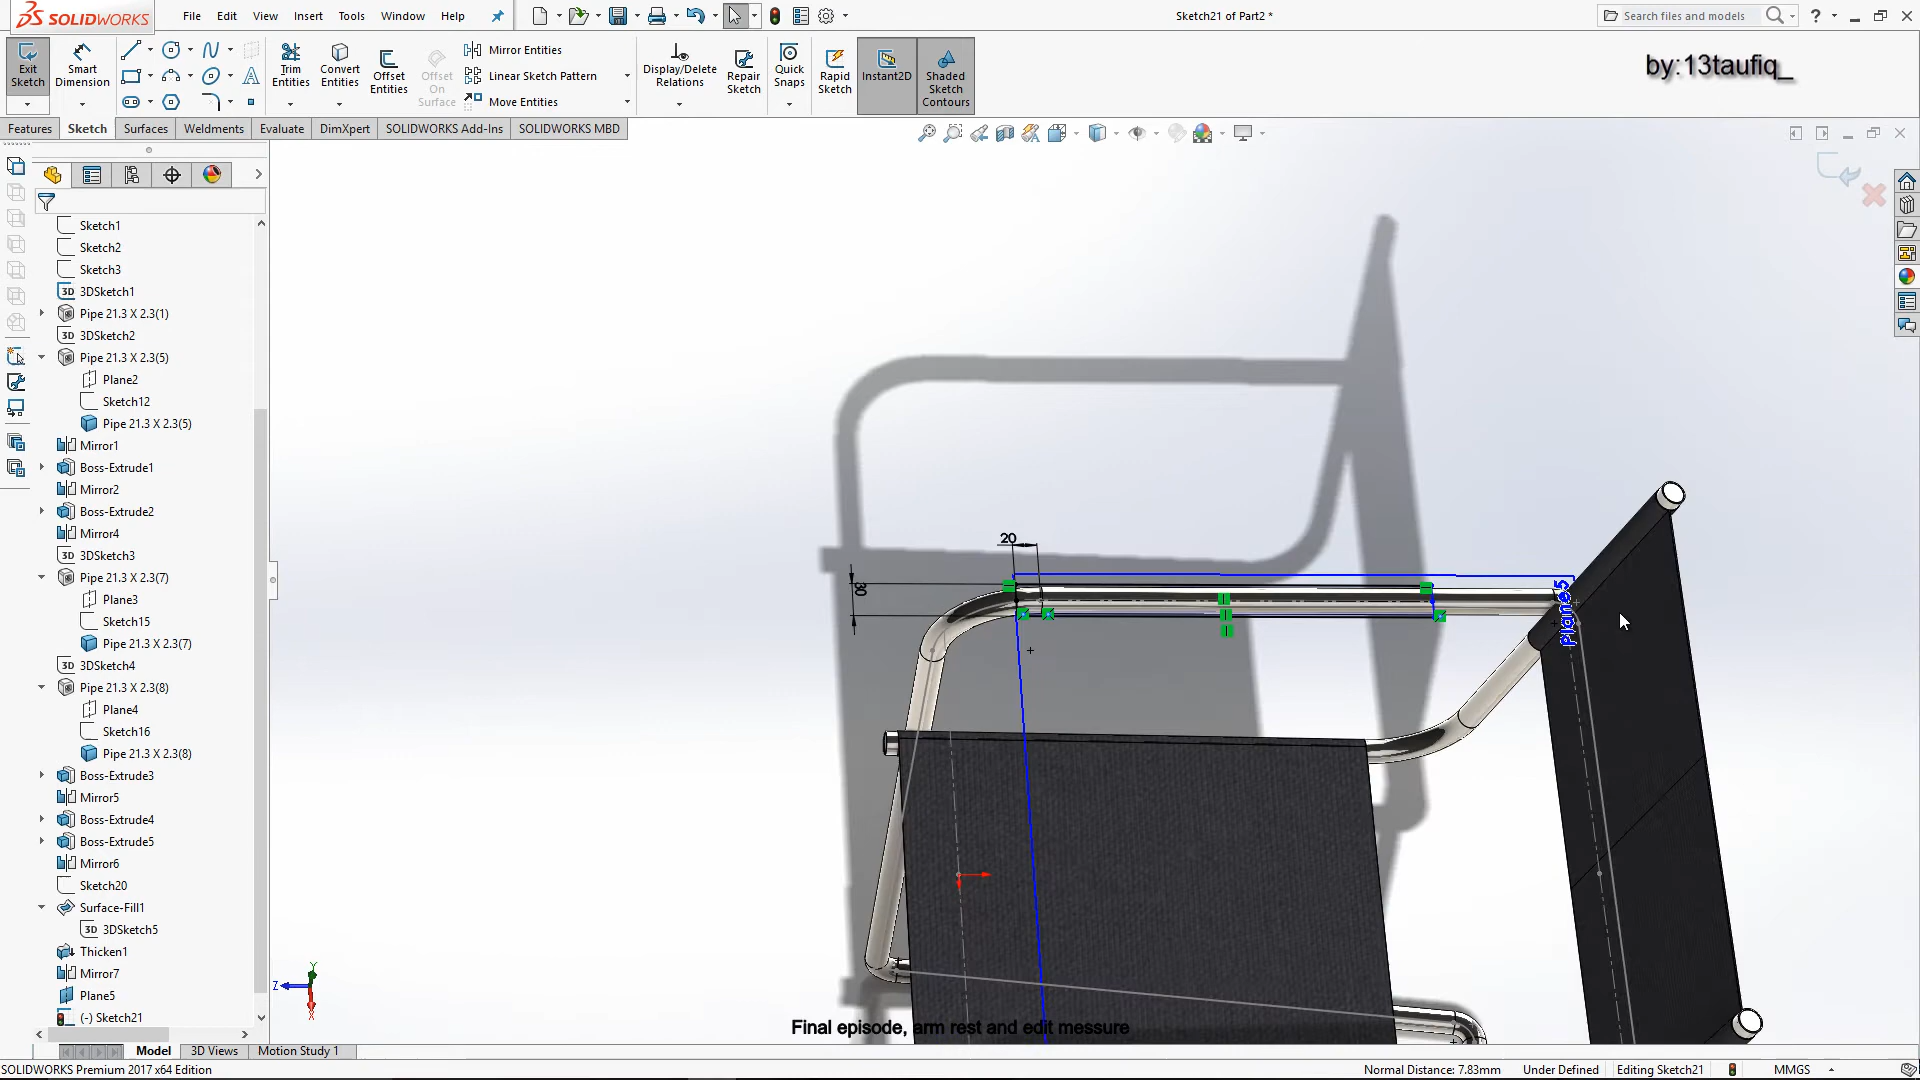 SOLIDWORKS
File Edit View Insert Tools Window Help
Sketch21 of Part2 *
Search files and models
Exit Sketch
Smart Dimension
Trim Entities
Convert Entities
Offset Entities
Offset On Surface
Mirror Entities
Linear Sketch Pattern
Move Entities
Display/Delete Relations
Repair Sketch
Quick Snaps
Rapid Sketch
Instant2D
Shaded Sketch Contours
by:13taufiq_
Features Sketch Surfaces Weldments Evaluate DimXpert SOLIDWORKS Add-Ins SOLIDWORKS MBD
Sketch1
Sketch2
Sketch3
3D 3DSketch1
Pipe 21.3 X 2.3(1)
3D 3DSketch2
Pipe 21.3 X 2.3(5)
Plane2
Sketch12
Pipe 21.3 X 2.3(5)
Mirror1
Boss-Extrude1
Mirror2
Boss-Extrude2
Mirror4
3D 3DSketch3
Pipe 21.3 X 2.3(7)
Plane3
Sketch15
Pipe 21.3 X 2.3(7)
3D 3DSketch4
Pipe 21.3 X 2.3(8)
Plane4
Sketch16
Pipe 21.3 X 2.3(8)
Boss-Extrude3
Mirror5
Boss-Extrude4
Boss-Extrude5
Mirror6
Sketch20
Surface-Fill1
3D 3DSketch5
Thicken1
Mirror7
Plane5
(-) Sketch21
20
30
Plane5
Y
Z
X
Final episode, arm rest and edit messure
Model 3D Views Motion Study 1
SOLIDWORKS Premium 2017 x64 Edition
Normal Distance: 7.83mm Under Defined Editing Sketch21 MMGS